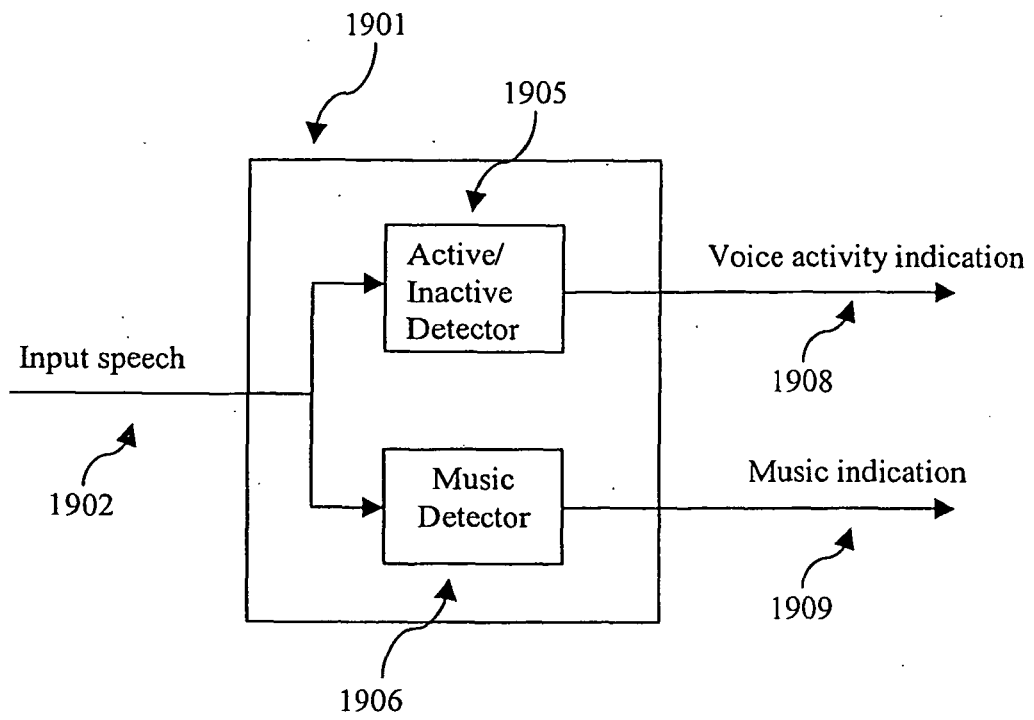 1901
1905
Active/
Inactive
Detector
Voice activity indication
Input speech
1908
1902
Music
Detector
Music indication
1909
1906